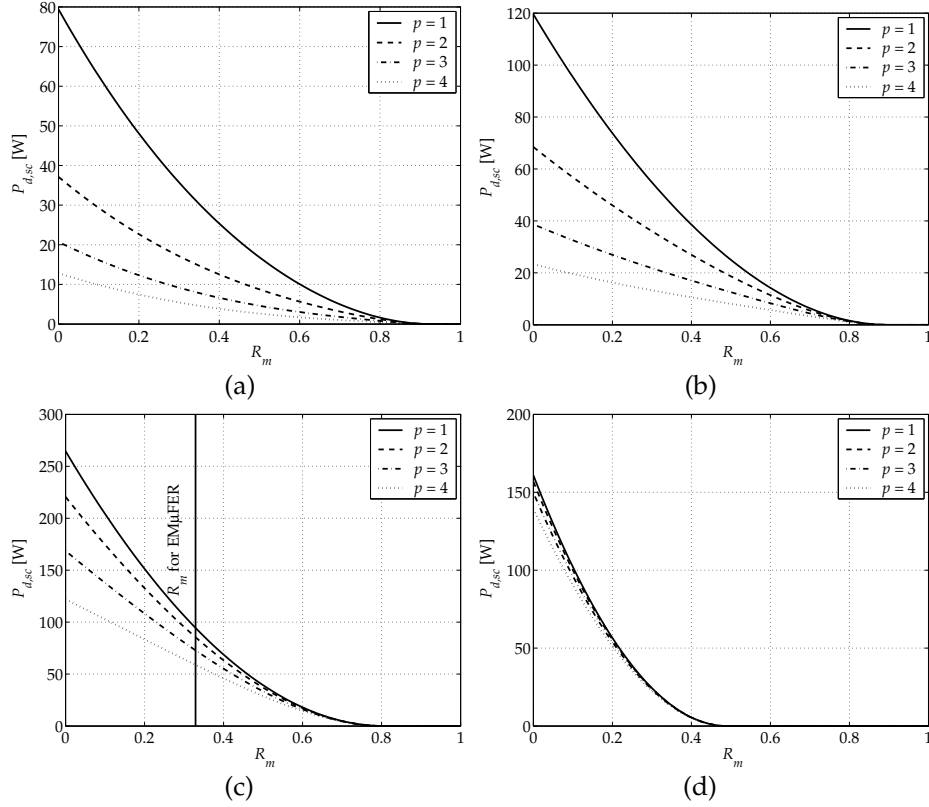 80
70
60
50
40
30
20
10
0
P_{d,sc} [W]
0 0.2 0.4 0.6 0.8 1
R_m
p = 1
p = 2
p = 3
p = 4
(a)
120
100
80
60
40
20
0
P_{d,sc} [W]
0 0.2 0.4 0.6 0.8 1
R_m
p = 1
p = 2
p = 3
p = 4
(b)
300
250
200
150
100
50
0
P_{d,sc} [W]
R_m for EMμFER
0 0.2 0.4 0.6 0.8 1
R_m
p = 1
p = 2
p = 3
p = 4
(c)
200
150
100
50
0
P_{d,sc} [W]
0 0.2 0.4 0.6 0.8 1
R_m
p = 1
p = 2
p = 3
p = 4
(d)